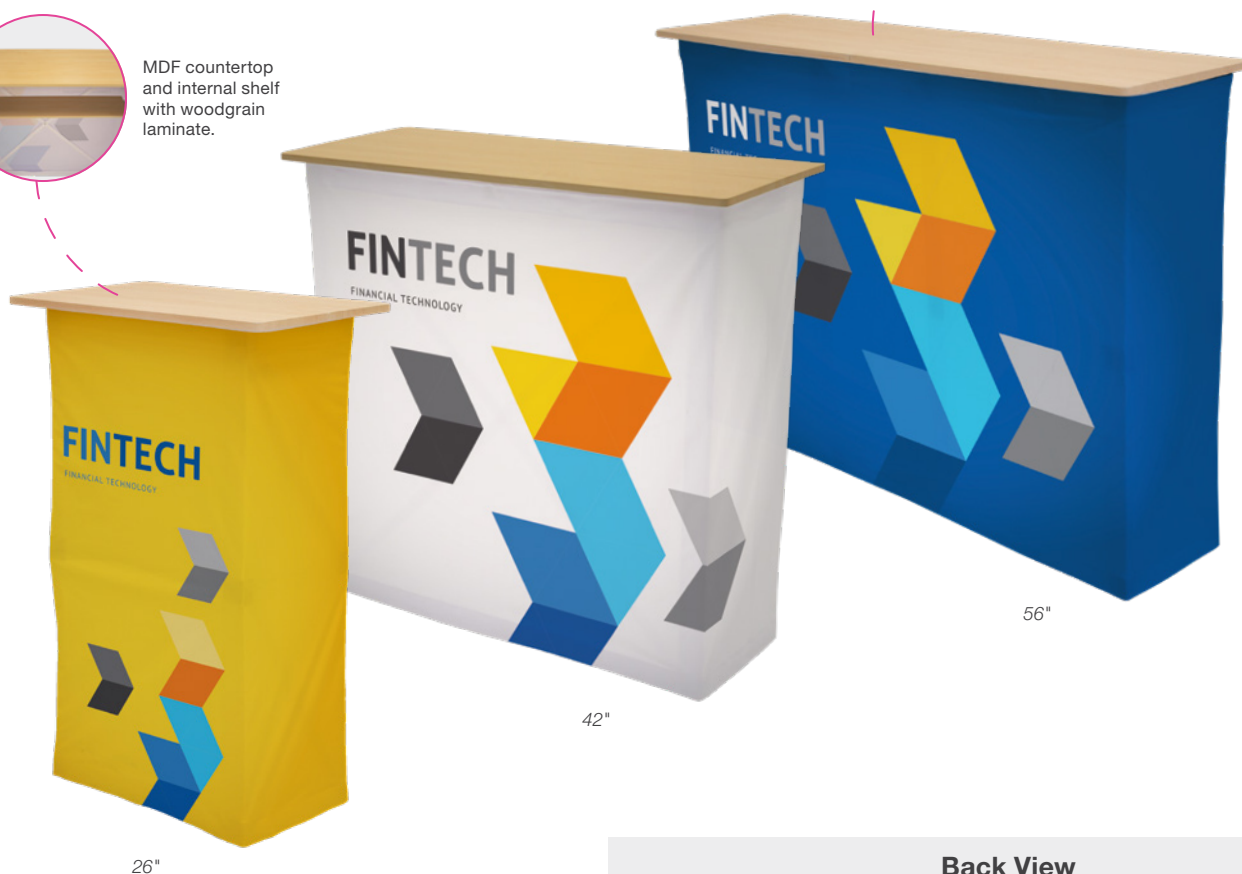 MDF countertop
and internal shelf
with woodgrain
laminate.
FINTECH
FINANCIAL
FINTECH
FINANCIAL TECHNOLOGY
FINTECH
FINANCIAL TECHNOLOGY
56"
42"
26"
Back View